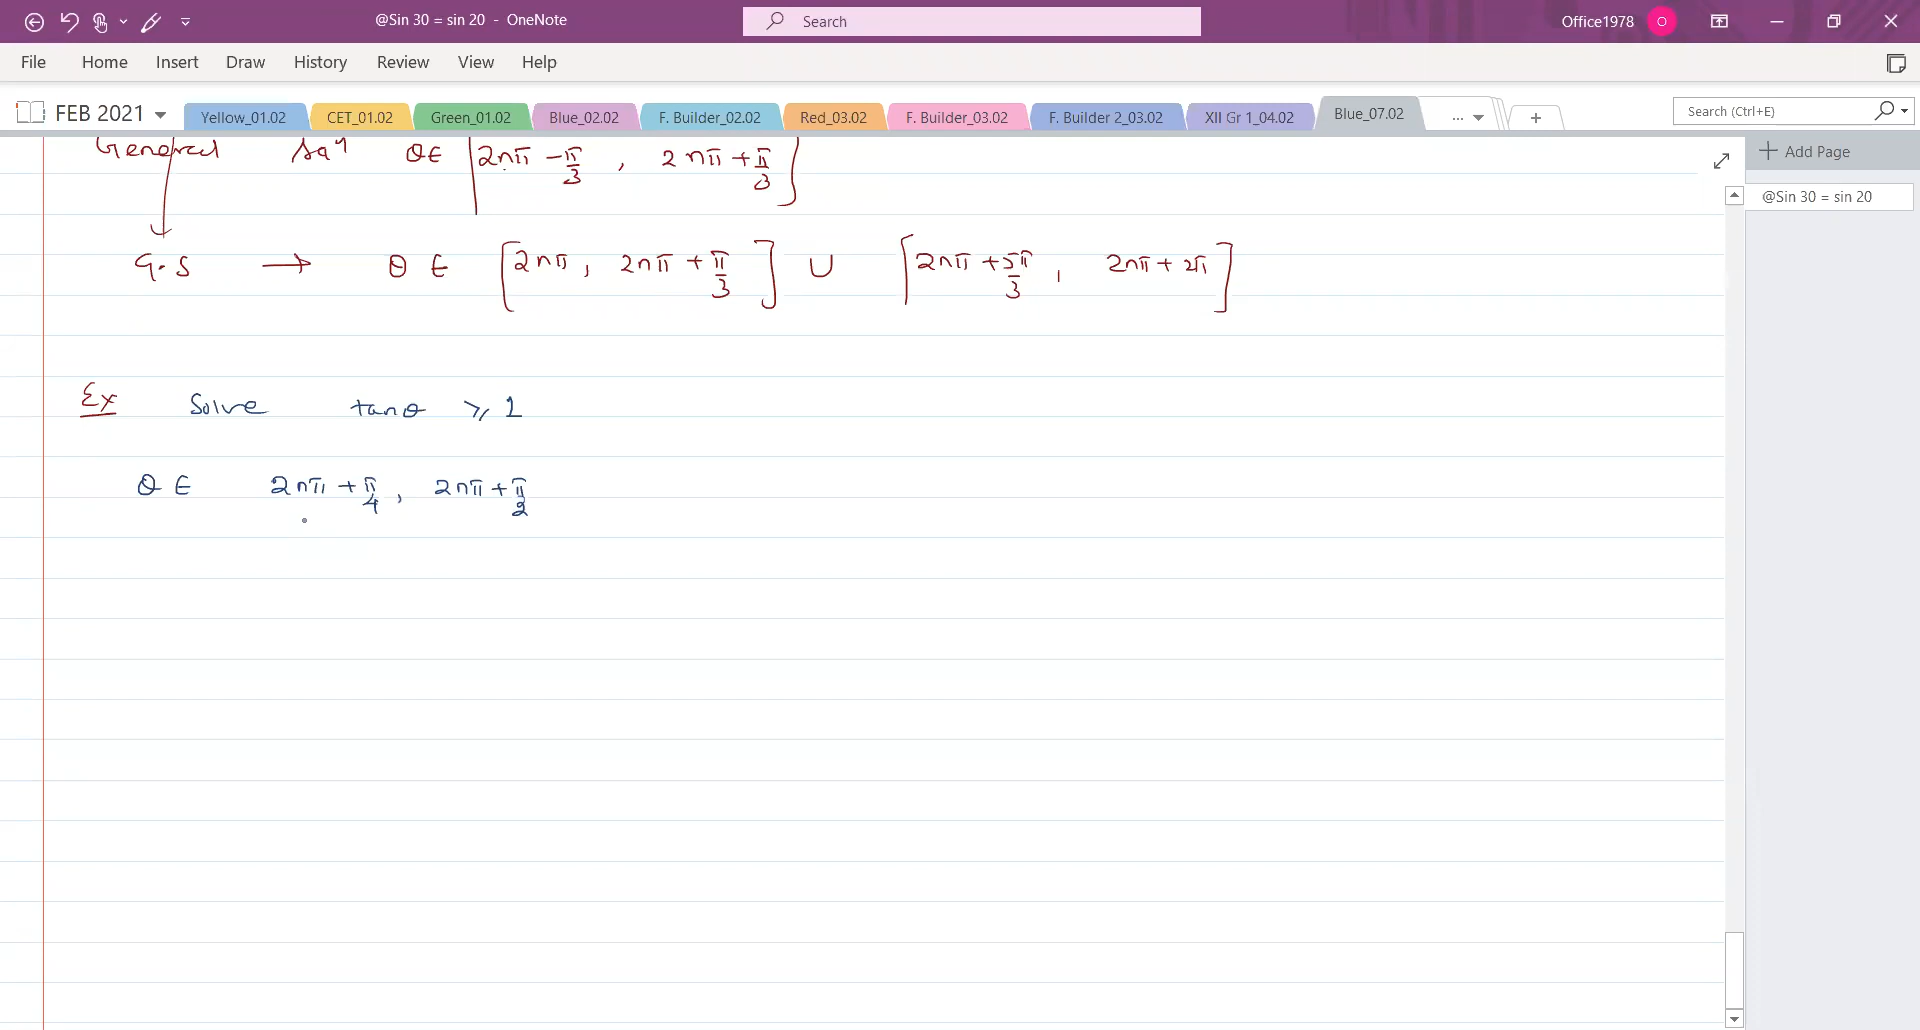 @Sin 30 = sin 20 - OneNote
Search
Office1978
O
File Home Insert Draw History Review View Help
FEB 2021
Yellow_01.02 CET_01.02 Green_01.02 Blue_02.02 F. Builder_02.02 Red_03.02 F. Builder_03.02 F. Builder 2_03.02 XII Gr 1_04.02 Blue_07.02 ... +
Search (Ctrl+E)
Add Page
@Sin 30 = sin 20
General θ ∈ [2nπ - π/3 , 2nπ + π/3]
G.S → θ ∈ [2nπ, 2nπ + π/3] ∪ [2nπ + 5π/3 , 2nπ + 2π]
Ex Solve tanθ ⩾ 1
θ ∈ 2nπ + π/4 , 2nπ + π/2